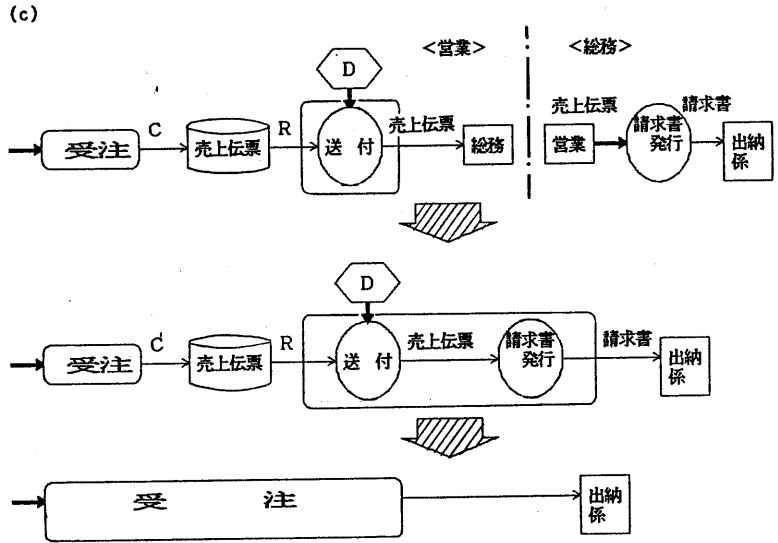 (c)
<営業>
<総務>
D
受注
C
売上伝票
R
送付
売上伝票
総務
売上伝票
営業
請求書
発行
請求書
出納
係
D
受注
C
売上伝票
R
送付
売上伝票
請求書
発行
請求書
出納
係
受注
出納
係